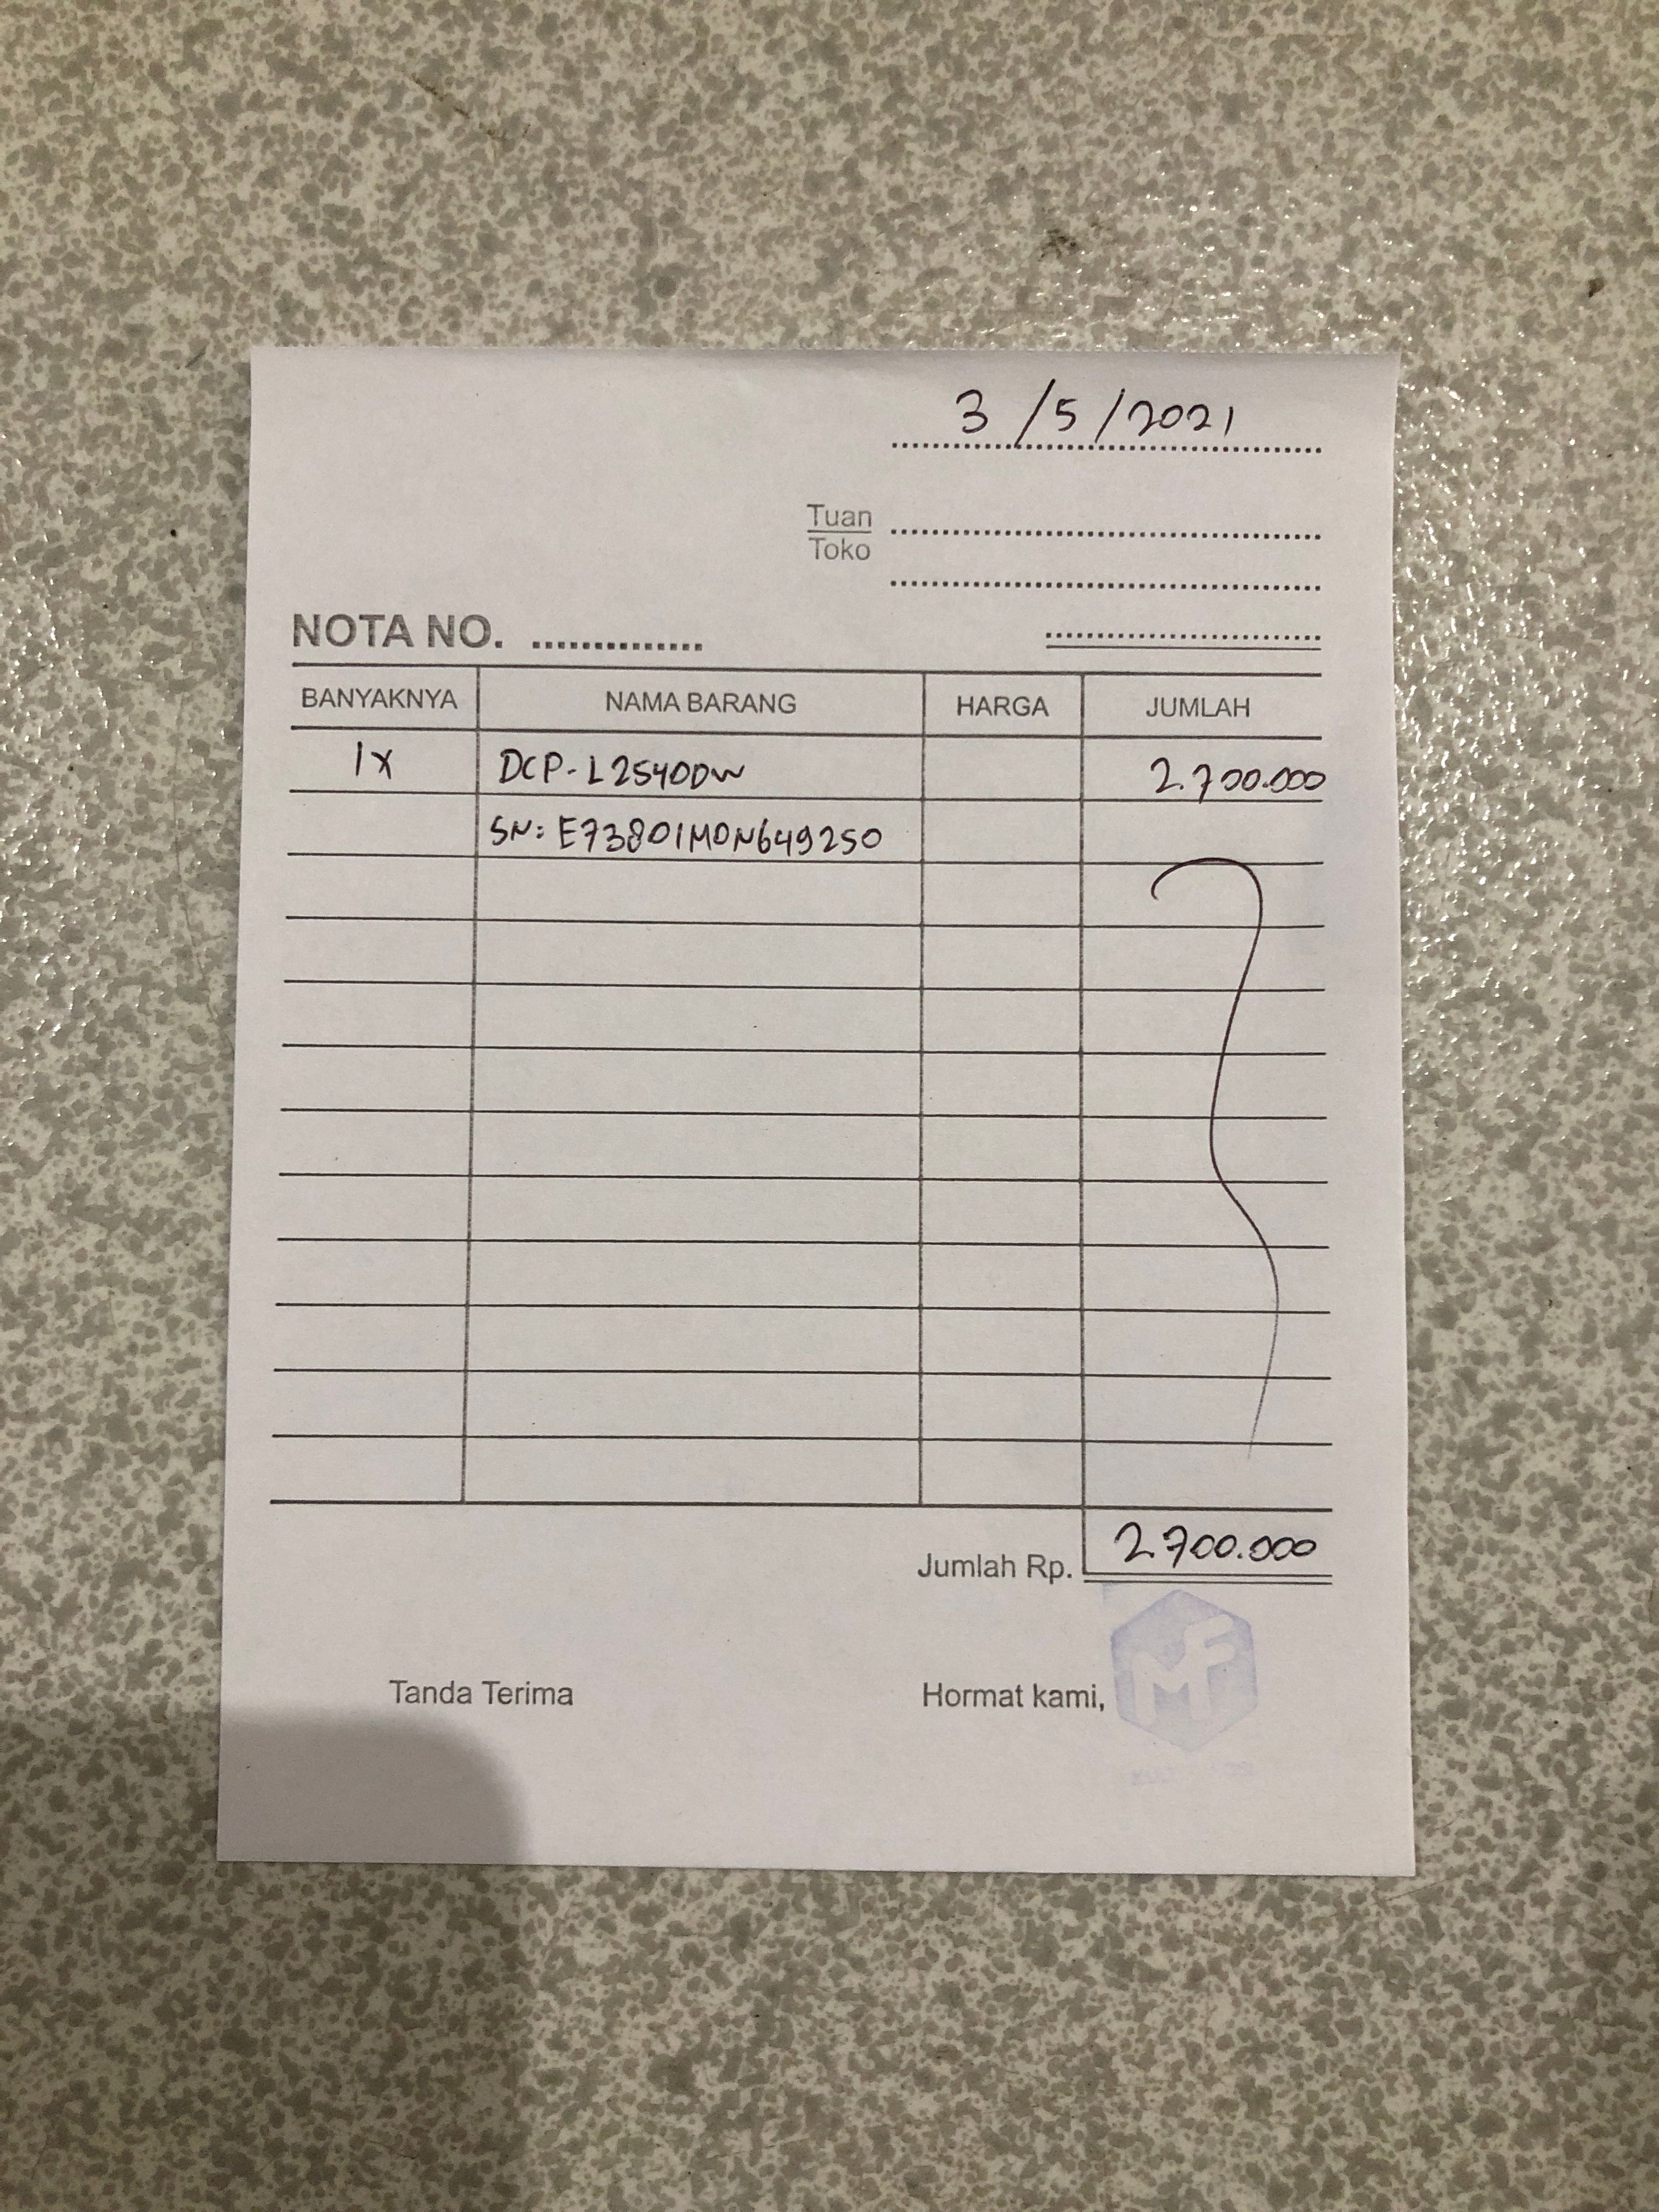 3/5/2021
Tuan
Toko
NOTA NO.
BANYAKNYA NAMA BARANG HARGA JUMLAH
1x DCP-L2540DW 2.700.000
SN: E73801M0N649250
Jumlah Rp. 2.700.000
Tanda Terima Hormat kami,
MF